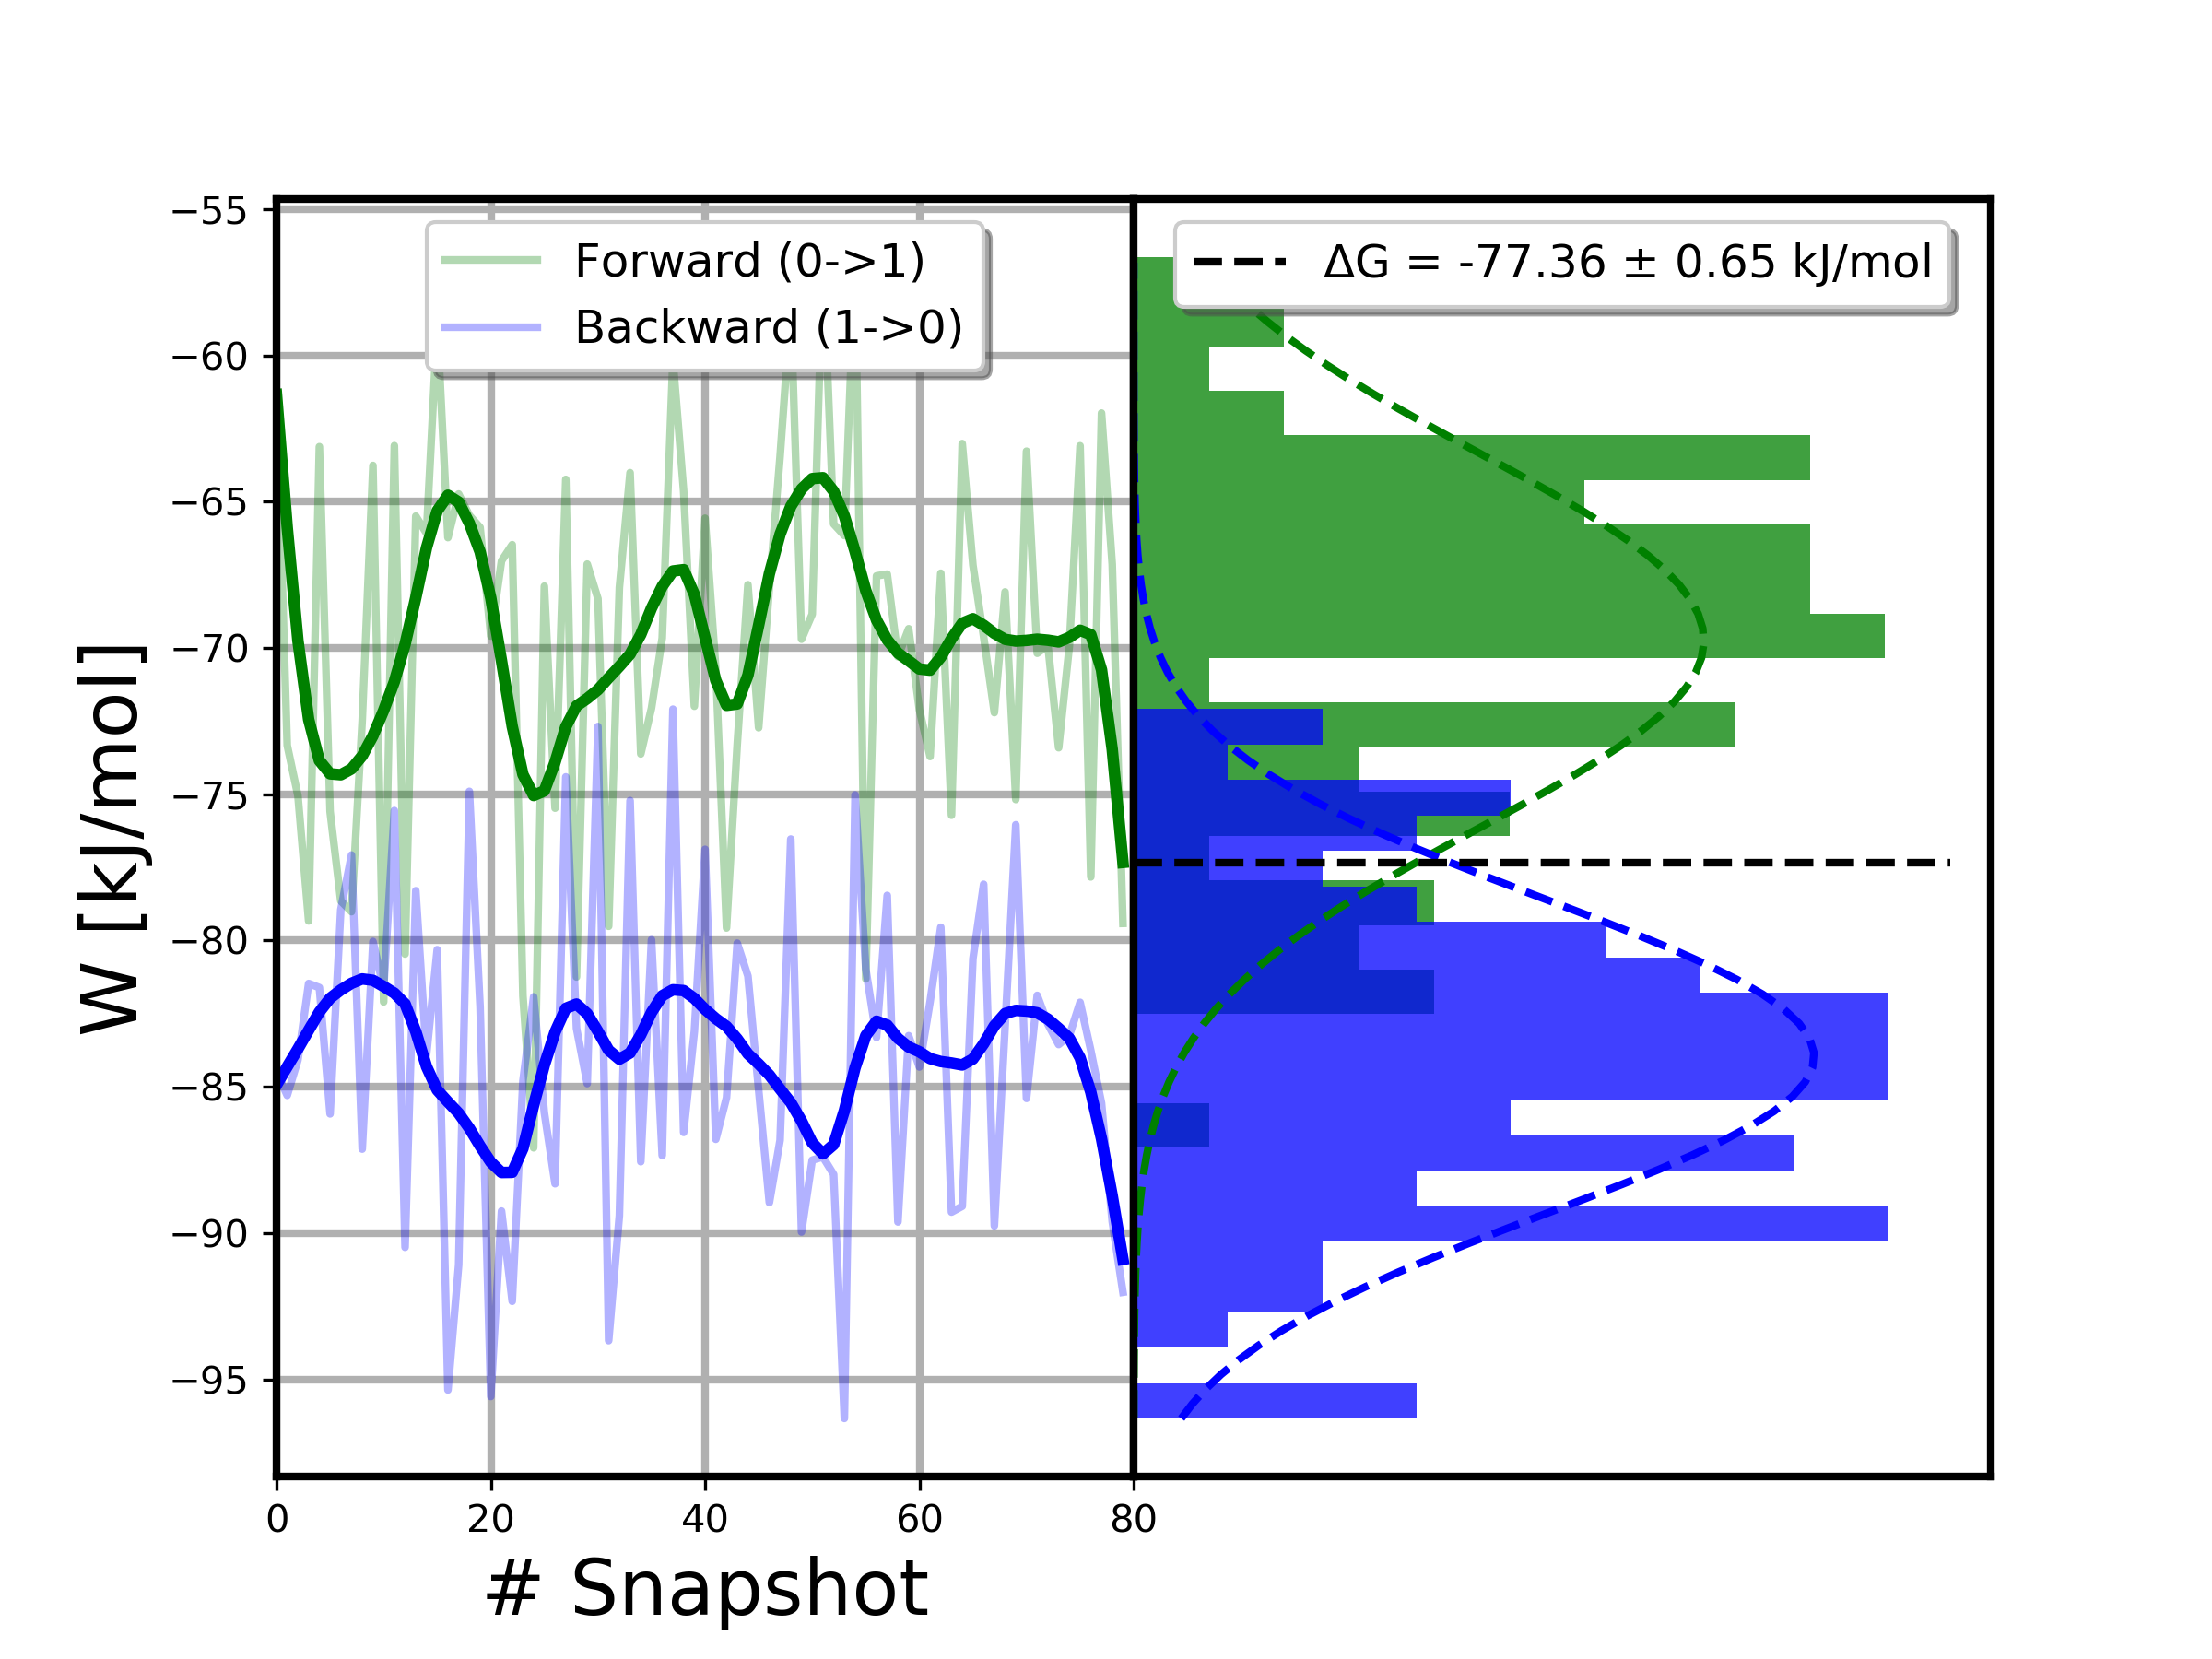 Forward (0->1)
Backward (1->0)
ΔG = -77.36 ± 0.65 kJ/mol
W [kJ/mol]
−55
−60
−65
−70
−75
−80
−85
−90
−95
0 20 40 60 80
# Snapshot